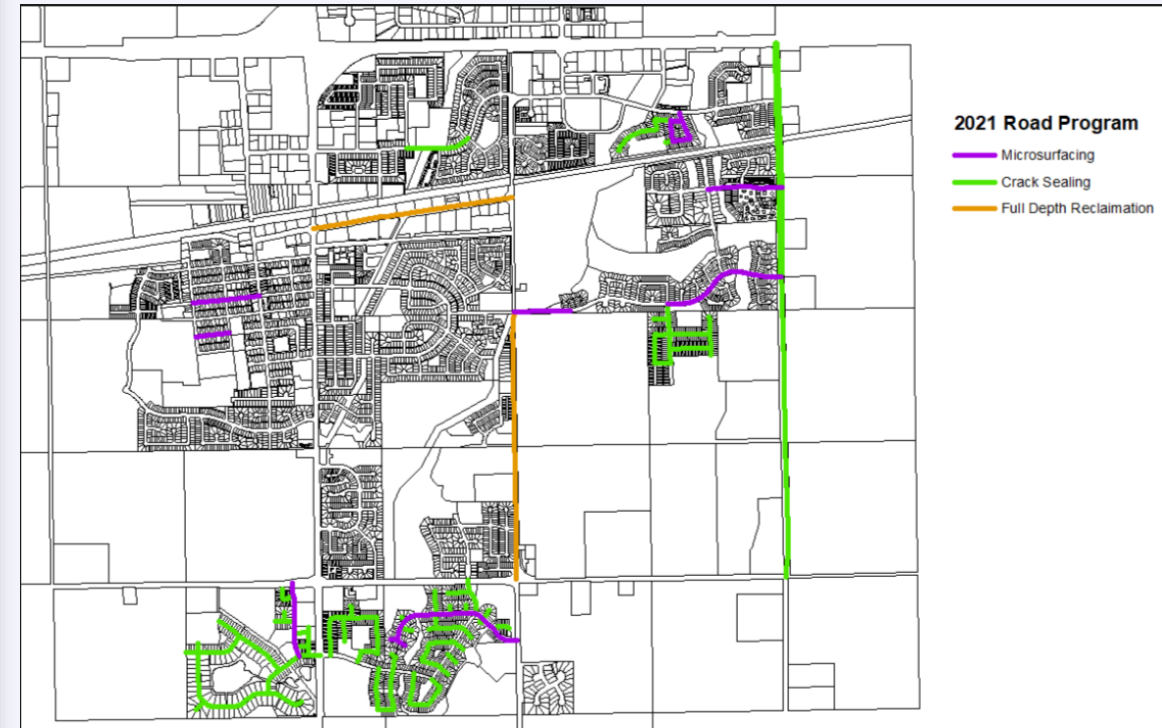 2021 Road Program
Microsurfacing
Crack Sealing
Full Depth Reclaimation